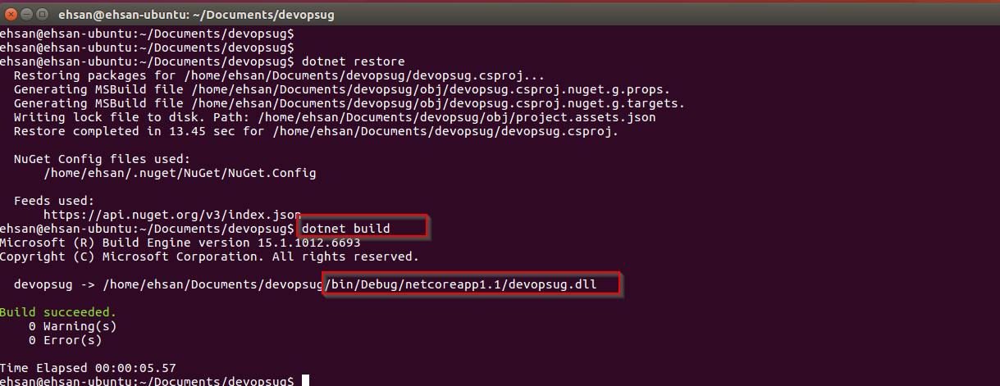 ehsan@ehsan-ubuntu: ~/Documents/devopsug
ehsan@ehsan-ubuntu:~/Documents/devopsug$
ehsan@ehsan-ubuntu:~/Documents/devopsug$
ehsan@ehsan-ubuntu:~/Documents/devopsug$ dotnet restore
  Restoring packages for /home/ehsan/Documents/devopsug/devopsug.csproj...
  Generating MSBuild file /home/ehsan/Documents/devopsug/obj/devopsug.csproj.nuget.g.props.
  Generating MSBuild file /home/ehsan/Documents/devopsug/obj/devopsug.csproj.nuget.g.targets.
  Writing lock file to disk. Path: /home/ehsan/Documents/devopsug/obj/project.assets.json
  Restore completed in 13.45 sec for /home/ehsan/Documents/devopsug/devopsug.csproj.
  NuGet Config files used:
      /home/ehsan/.nuget/NuGet/NuGet.Config
  Feeds used:
      https://api.nuget.org/v3/index.json
ehsan@ehsan-ubuntu:~/Documents/devopsug$ dotnet build
Microsoft (R) Build Engine version 15.1.1012.6693
Copyright (C) Microsoft Corporation. All rights reserved.
  devopsug -> /home/ehsan/Documents/devopsug/bin/Debug/netcoreapp1.1/devopsug.dll
Build succeeded.
    0 Warning(s)
    0 Error(s)
Time Elapsed 00:00:05.57
ehsan@ehsan-ubuntu:~/Documents/devopsug$